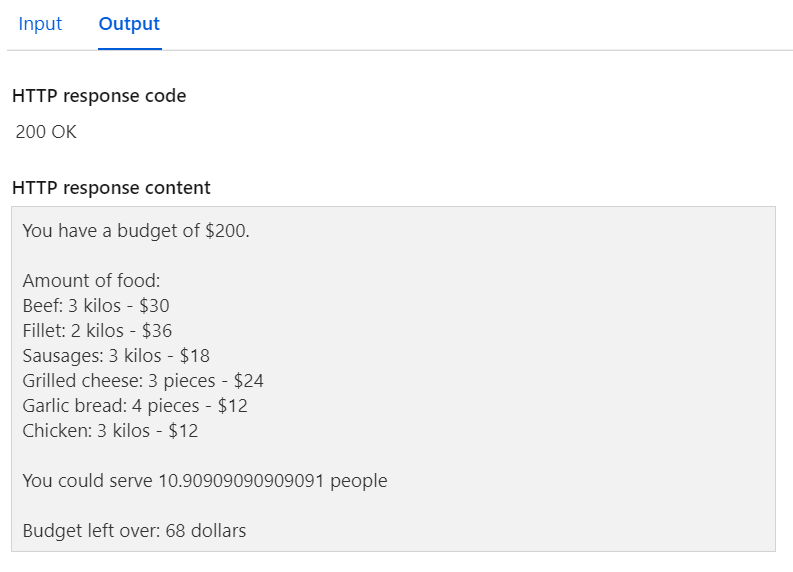 Input Output
HTTP response code
200 OK
HTTP response content
You have a budget of $200.
Amount of food:
Beef: 3 kilos - $30
Fillet: 2 kilos - $36
Sausages: 3 kilos - $18
Grilled cheese: 3 pieces - $24
Garlic bread: 4 pieces - $12
Chicken: 3 kilos - $12
You could serve 10.90909090909091 people
Budget left over: 68 dollars